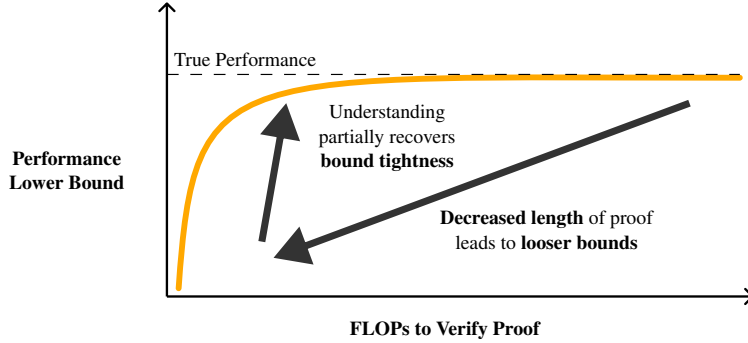 True Performance
Understanding
partially recovers
bound tightness
Performance
Lower Bound
Decreased length of proof
leads to looser bounds
FLOPs to Verify Proof